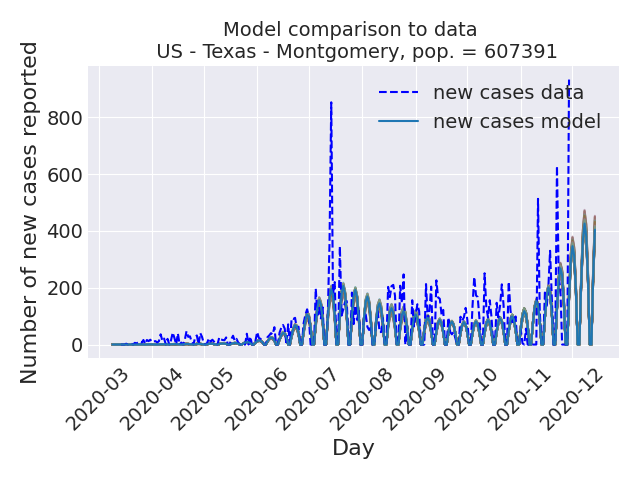 Model comparison to data
US - Texas - Montgomery, pop. = 607391
Number of new cases reported
800
600
400
200
0
new cases data
new cases model
2020-03
2020-04
2020-05
2020-06
2020-07
2020-08
2020-09
2020-10
2020-11
2020-12
Day